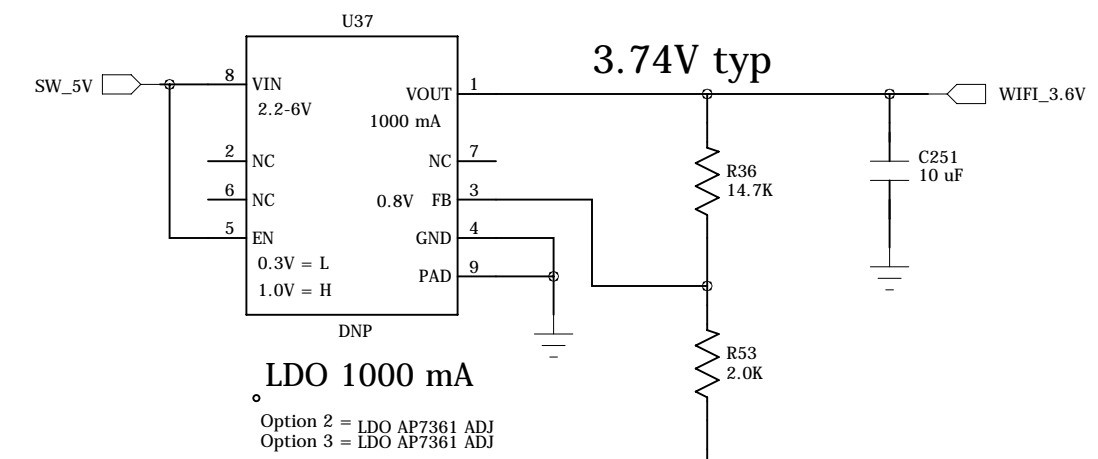 U37
3.74V typ
SW_5V
8
VIN
2.2-6V
VOUT
1
1000 mA
WIFI_3.6V
2
NC
NC
7
C251
10 uF
R36
14.7K
6
NC
0.8V
FB
3
5
EN
GND
4
0.3V = L
1.0V = H
PAD
9
DNP
R53
2.0K
LDO 1000 mA
Option 2 = LDO AP7361 ADJ
Option 3 = LDO AP7361 ADJ